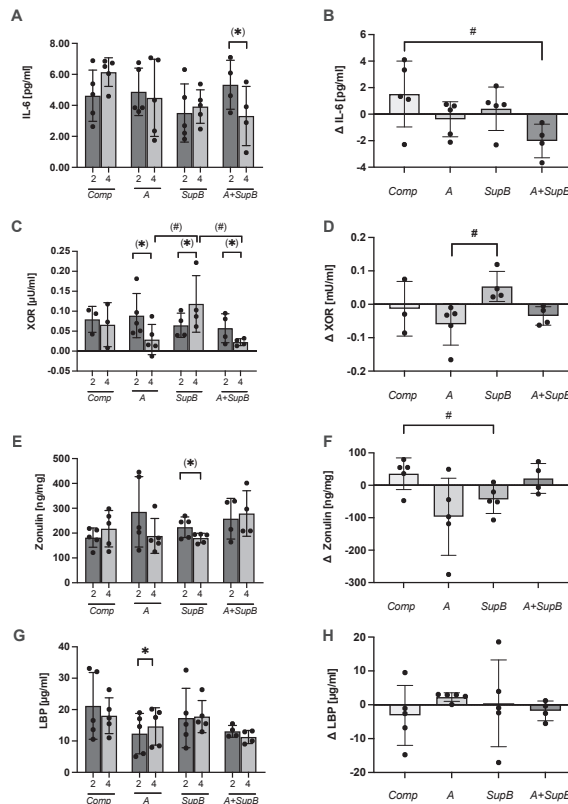 A
B
IL-6 [pg/ml]
8.00
6.00
4.00
2.00
0.00
(*)
2 4 2 4 2 4 2 4
Comp A SupB A+SupB
Δ IL-6 [pg/ml]
6
4
2
0
-2
-4
#
Comp A SupB A+SupB
C
D
XOR [µU/ml]
0.25
0.20
0.15
0.10
0.05
0.00
-0.05
(#) (#)
(*) (*) (*)
2 4 2 4 2 4 2 4
Comp A SupB A+SupB
Δ XOR [mU/ml]
0.2
0.1
0.0
-0.1
-0.2
#
Comp A SupB A+SupB
E
F
Zonulin [ng/mg]
500
400
300
200
100
0
(*)
2 4 2 4 2 4 2 4
Comp A SupB A+SupB
Δ Zonulin [ng/mg]
200
100
0
-100
-200
-300
#
Comp A SupB A+SupB
G
H
LBP [µg/ml]
40
30
20
10
0
*
2 4 2 4 2 4 2 4
Comp A SupB A+SupB
Δ LBP [µg/ml]
20
10
0
-10
-20
Comp A SupB A+SupB